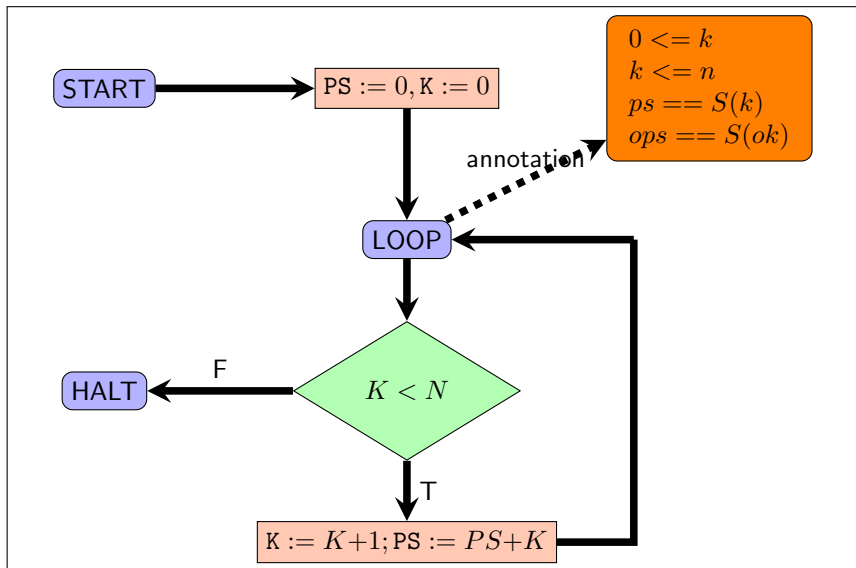 START
PS := 0, K := 0
0 <= k
k <= n
ps == S(k)
ops == S(ok)
annotation
LOOP
K < N
F
HALT
T
K := K+1; PS := PS+K